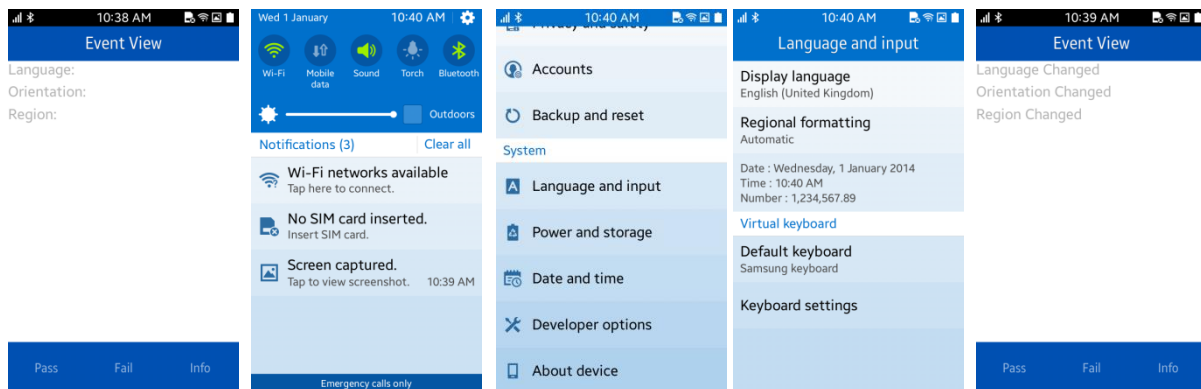 10:38 AM
Event View
Language:
Orientation:
Region:
Pass Fail Info
Wed 1 January 10:40 AM
Wi-Fi Mobile data Sound Torch Bluetooth
Outdoors
Notifications (3) Clear all
Wi-Fi networks available
Tap here to connect.
No SIM card inserted.
Insert SIM card.
Screen captured.
Tap to view screenshot. 10:39 AM
Emergency calls only
10:40 AM
Privacy and safety
Accounts
Backup and reset
System
Language and input
Power and storage
Date and time
Developer options
About device
10:40 AM
Language and input
Display language
English (United Kingdom)
Regional formatting
Automatic
Date : Wednesday, 1 January 2014
Time : 10:40 AM
Number : 1,234,567.89
Virtual keyboard
Default keyboard
Samsung keyboard
Keyboard settings
10:39 AM
Event View
Language Changed
Orientation Changed
Region Changed
Pass Fail Info